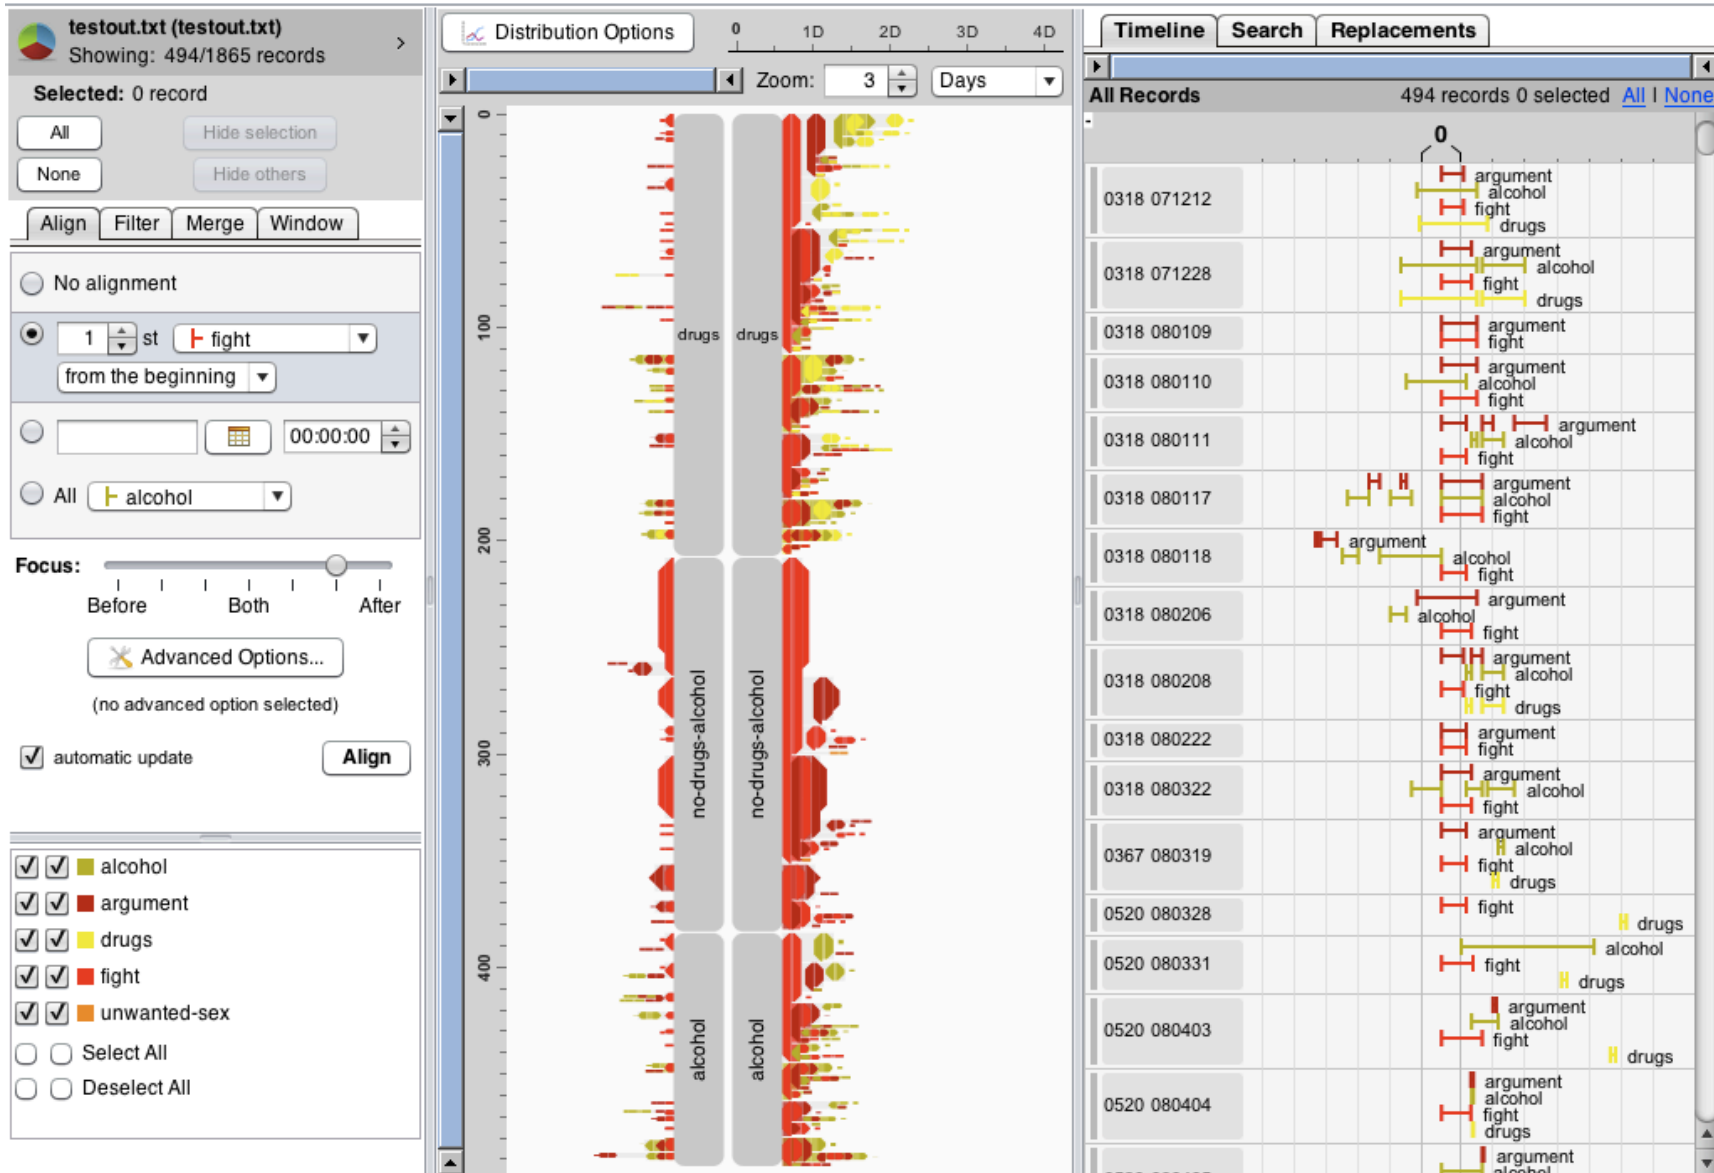 testout.txt (testout.txt)
Showing: 494/1865 records
>
Selected: 0 record
All
Hide selection
None
Hide others
Align
Filter
Merge
Window
No alignment
1 st fight
from the beginning
00:00:00
All alcohol
Focus:
Before Both After
Advanced Options...
(no advanced option selected)
automatic update
Align
alcohol
argument
drugs
fight
unwanted-sex
Select All
Deselect All
Distribution Options
0 1D 2D 3D 4D
Zoom: 3 Days
0
100
200
300
400
drugs drugs
no-drugs-alcohol no-drugs-alcohol
alcohol alcohol
Timeline Search Replacements
All Records 494 records 0 selected All | None
-
0
0318 071212
argument
alcohol
fight
drugs
0318 071228
argument
alcohol
fight
drugs
0318 080109
argument
fight
0318 080110
argument
alcohol
fight
0318 080111
argument
alcohol
fight
0318 080117
argument
alcohol
fight
0318 080118
argument
alcohol
fight
0318 080206
argument
alcohol
fight
0318 080208
argument
alcohol
fight
drugs
0318 080222
argument
fight
0318 080322
argument
alcohol
fight
0367 080319
argument
alcohol
fight
drugs
0520 080328
fight
drugs
0520 080331
alcohol
fight
drugs
0520 080403
argument
alcohol
fight
drugs
0520 080404
argument
alcohol
fight
drugs
argument
alcohol